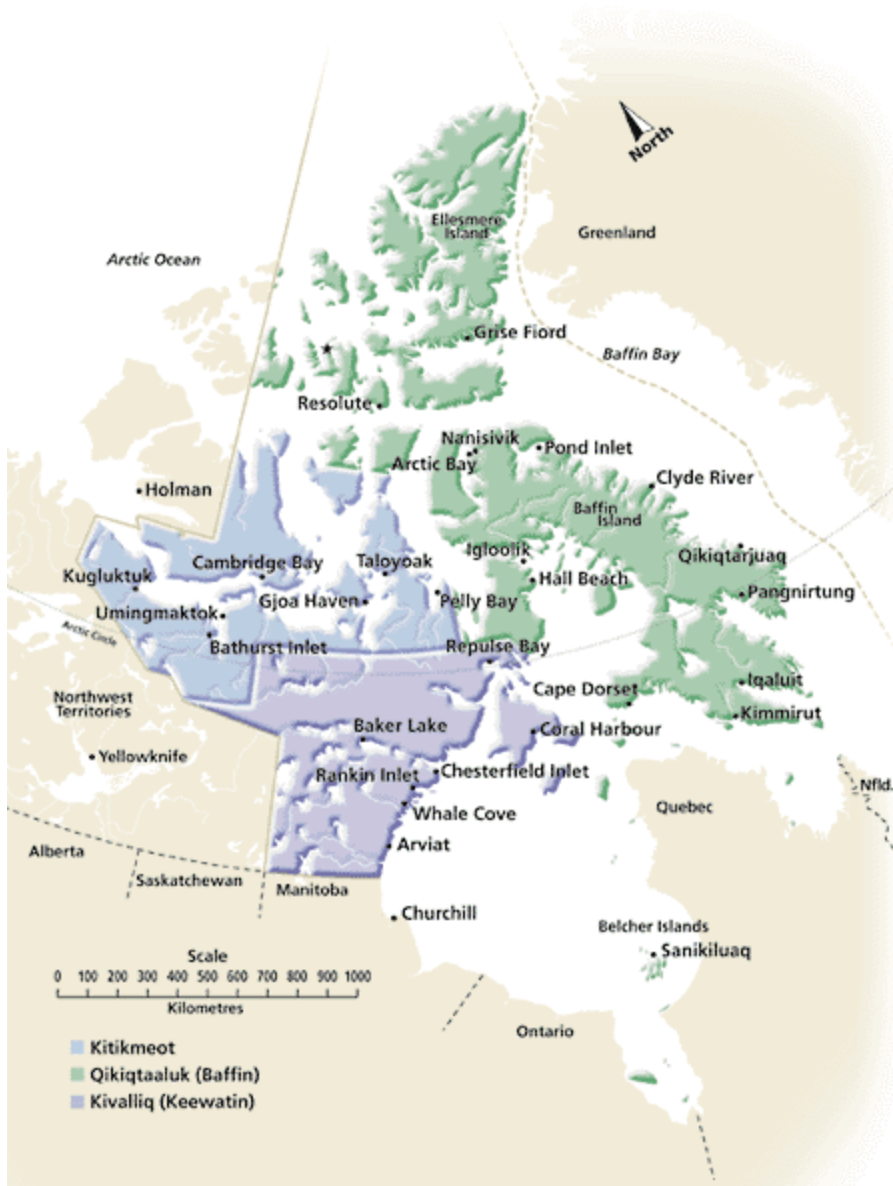 North
Ellesmere
Island
Greenland
Arctic Ocean
Grise Fiord
Baffin Bay
Resolute
Nanisivik
Pond Inlet
Arctic Bay
Clyde River
Holman
Baffin
Island
Igloolik
Qikiqtarjuaq
Cambridge Bay
Taloyoak
Kugluktuk
Hall Beach
Pangnirtung
Gjoa Haven
Pelly Bay
Umingmaktok
Arctic Circle
Bathurst Inlet
Repulse Bay
Iqaluit
Cape Dorset
Northwest
Territories
Kimmirut
Baker Lake
Coral Harbour
Yellowknife
Rankin Inlet
Chesterfield Inlet
Nfld.
Quebec
Whale Cove
Arviat
Alberta
Saskatchewan
Manitoba
Churchill
Belcher Islands
Sanikiluaq
Scale
0 100 200 300 400 500 600 700 800 900 1000
Kilometres
Ontario
Kitikmeot
Qikiqtaaluk (Baffin)
Kivalliq (Keewatin)